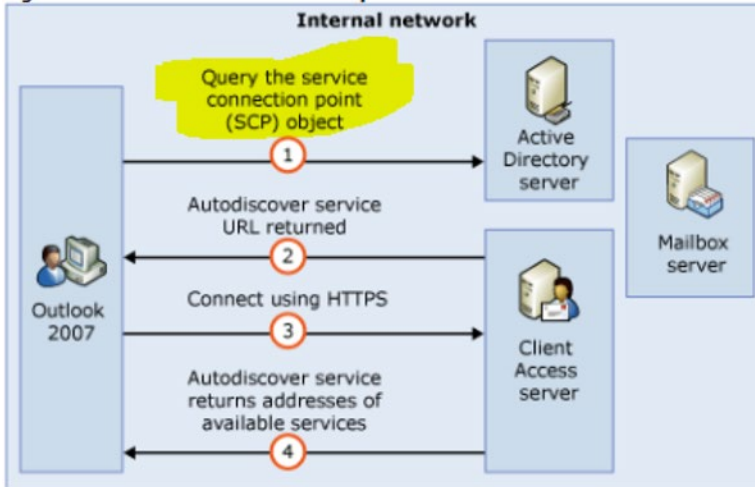 Internal network
Query the service
connection point
(SCP) object
1
Active
Directory
server
Autodiscover service
URL returned
2
Mailbox
server
Outlook
2007
Connect using HTTPS
3
Client
Access
server
Autodiscover service
returns addresses of
available services
4